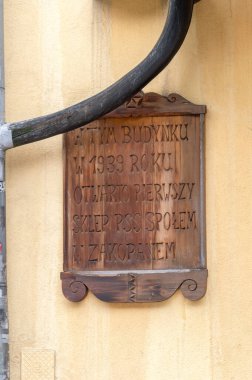 W TYM BUDYNKU
W 1939 ROKU
OTWARTO PIERWSZY
SKLEP PSS SPOŁEM
W ZAKOPANEM